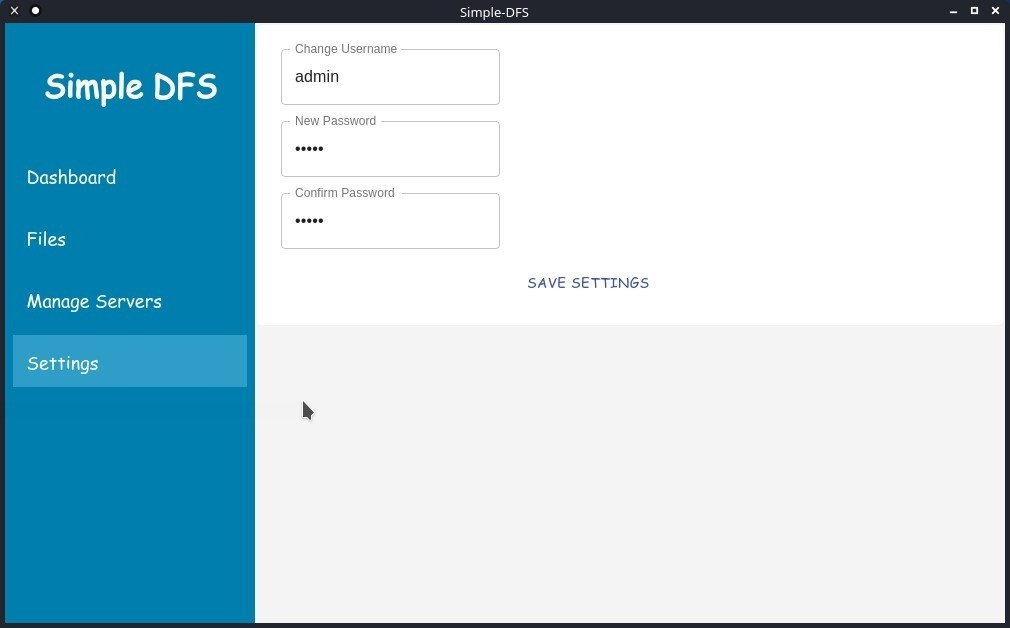 Simple-DFS
Simple DFS
Dashboard
Files
Manage Servers
Settings
Change Username
admin
New Password
•••••
Confirm Password
•••••
SAVE SETTINGS